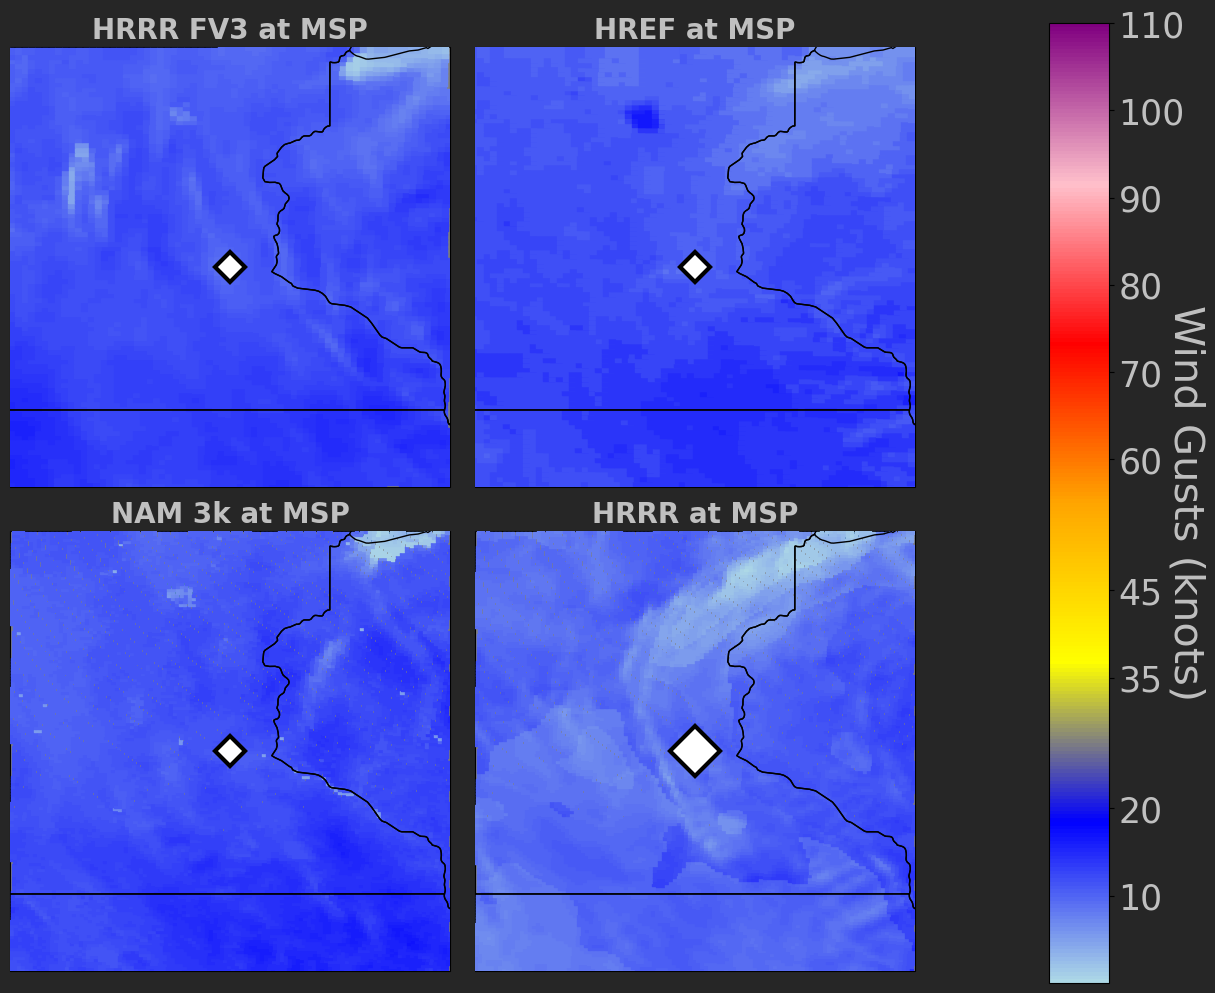 HRRR FV3 at MSP
HREF at MSP
NAM 3k at MSP
HRRR at MSP
110
100
90
80
70
60
45
35
20
10
Wind Gusts (knots)